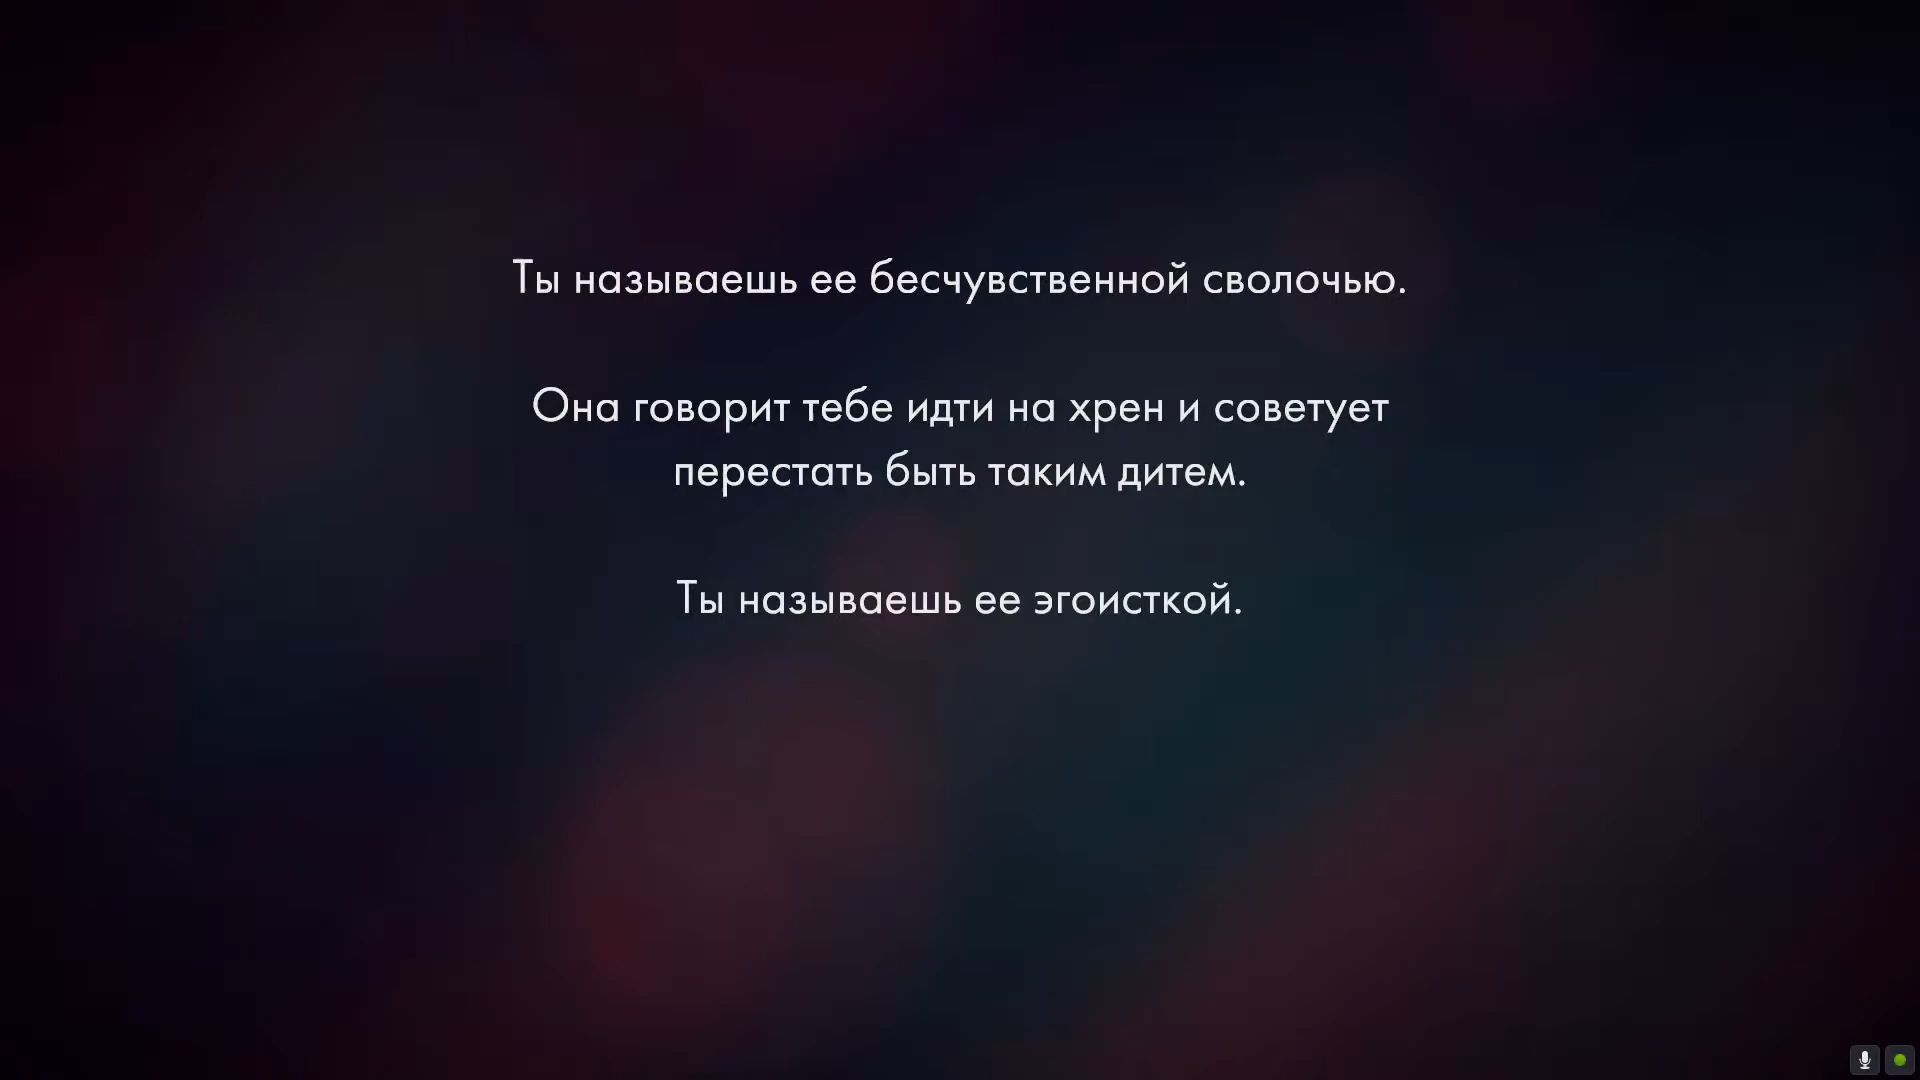 Ты называешь ее бесчувственной сволочью.
Она говорит тебе идти на хрен и советует
перестать быть таким дитем.
Ты называешь ее эгоисткой.